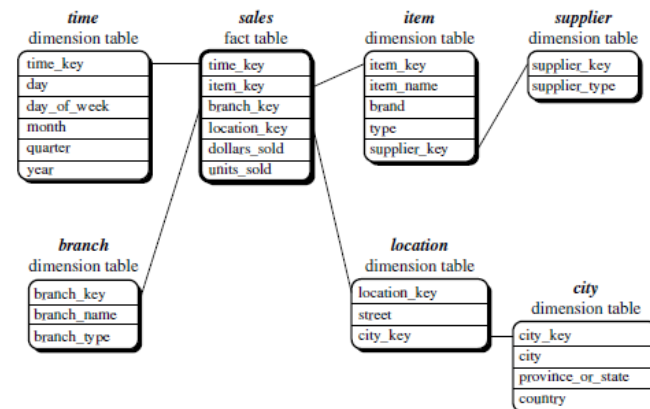 time
dimension table
time_key
day
day_of_week
month
quarter
year
sales
fact table
time_key
item_key
branch_key
location_key
dollars_sold
units_sold
item
dimension table
item_key
item_name
brand
type
supplier_key
supplier
dimension table
supplier_key
supplier_type
branch
dimension table
branch_key
branch_name
branch_type
location
dimension table
location_key
street
city_key
city
dimension table
city_key
city
province_or_state
country